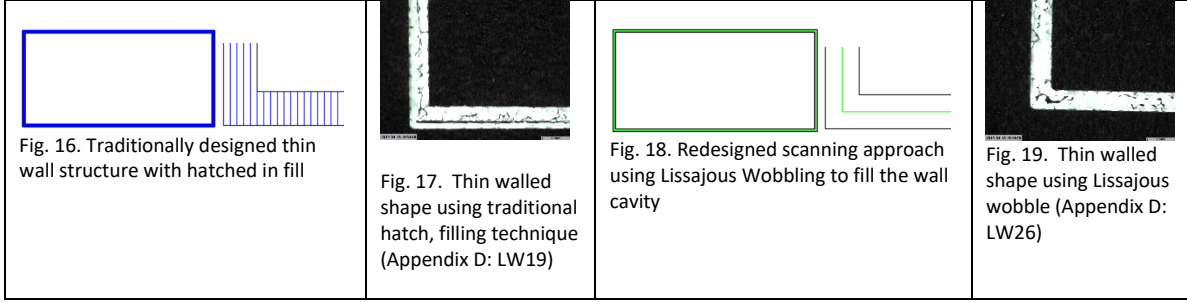 Fig. 16. Traditionally designed thin
wall structure with hatched in fill
Fig. 17.  Thin walled
shape using traditional
hatch, filling technique
(Appendix D: LW19)
Fig. 18. Redesigned scanning approach
using Lissajous Wobbling to fill the wall
cavity
Fig. 19.  Thin walled
shape using Lissajous
wobble (Appendix D:
LW26)